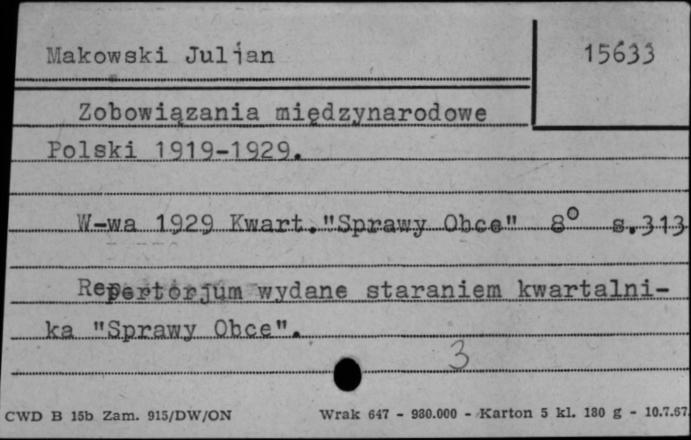 Makowski Julian
15633
Zobowiązania międzynarodowe
Polski 1919-1929.
W-wa 1929 Kwart."Sprawy Obce" 8° s.313
Repertorjum wydane staraniem kwartalni-
ka "Sprawy Obce".
3
CWD B 15b Zam. 915/DW/ON
Wrak 647 - 980.000 - Karton 5 kl. 180 g - 10.7.67.